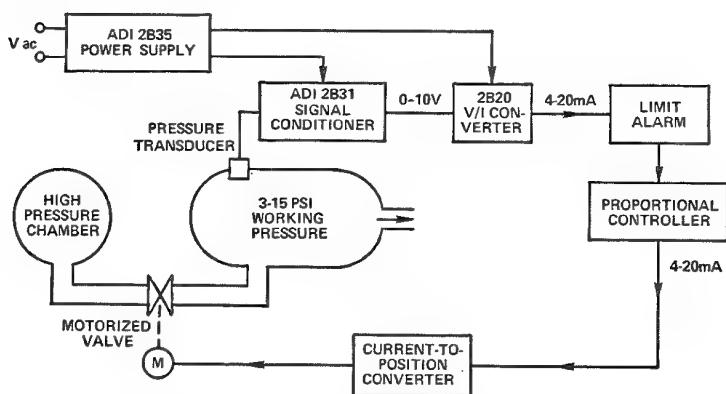 V ac
ADI 2B35
POWER SUPPLY
ADI 2B31
SIGNAL
CONDITIONER
0-10V
2B20
V/I CON-
VERTER
4-20mA
LIMIT
ALARM
PRESSURE
TRANSDUCER
HIGH
PRESSURE
CHAMBER
3-15 PSI
WORKING
PRESSURE
PROPORTIONAL
CONTROLLER
4-20mA
MOTORIZED
VALVE
M
CURRENT-TO-
POSITION
CONVERTER